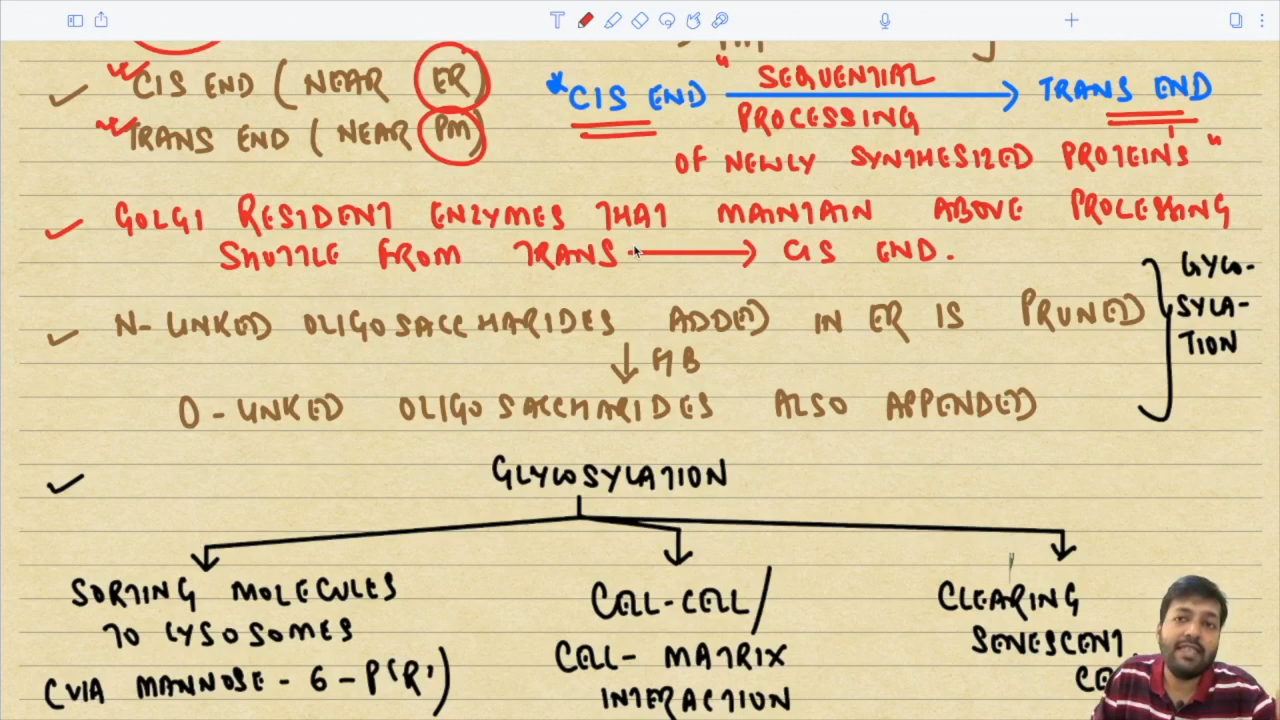 CIS END ( NEAR ER )
TRANS END ( NEAR PM )
CIS END " SEQUENTIAL TRANS END
PROCESSING
OF NEWLY SYNTHESIZED PROTEINS "
GOLGI RESIDENT ENZYMES THAT MAINTAIN ABOVE PROCESSING
SHUTTLE FROM TRANS → CIS END.
N-LINKED OLIGOSACCHARIDES ADDED IN ER IS PRUNED
↓
O-LINKED OLIGOSACCHARIDES ALSO APPENDED
GLYCO-
SYLA-
TION
GLYCOSYLATION
SORTING MOLECULES
TO LYSOSOMES
(VIA MANNOSE-6-P'R')
CELL-CELL/
CELL-MATRIX
INTERACTION
CLEARING
SENESCENT